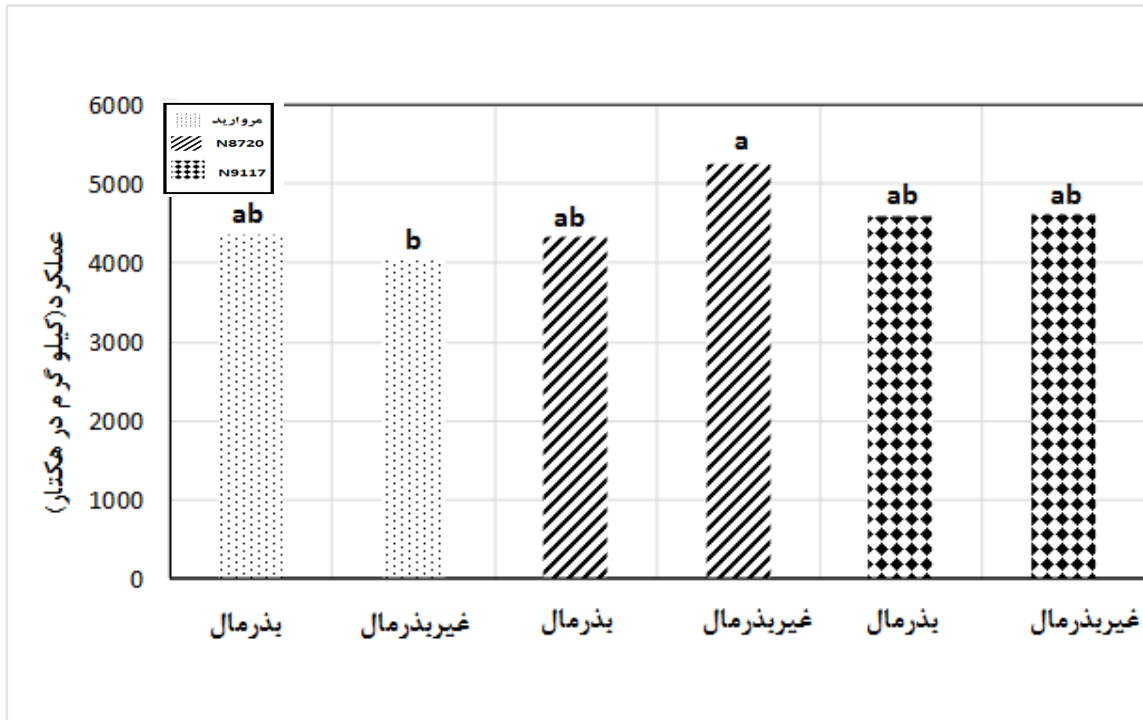 6000
5000
4000
3000
2000
1000
0
عملکرد(کیلو گرم در هکتار)
مروارید
N8720
N9117
ab
b
ab
a
ab
ab
بذرمال
غیربذرمال
بذرمال
غیربذرمال
بذرمال
غیربذرمال